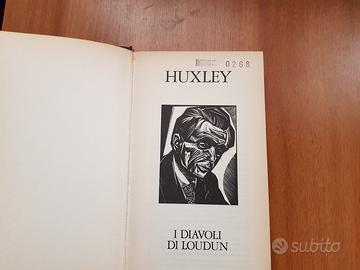 0268
HUXLEY
I DIAVOLI
DI LOUDUN
subito